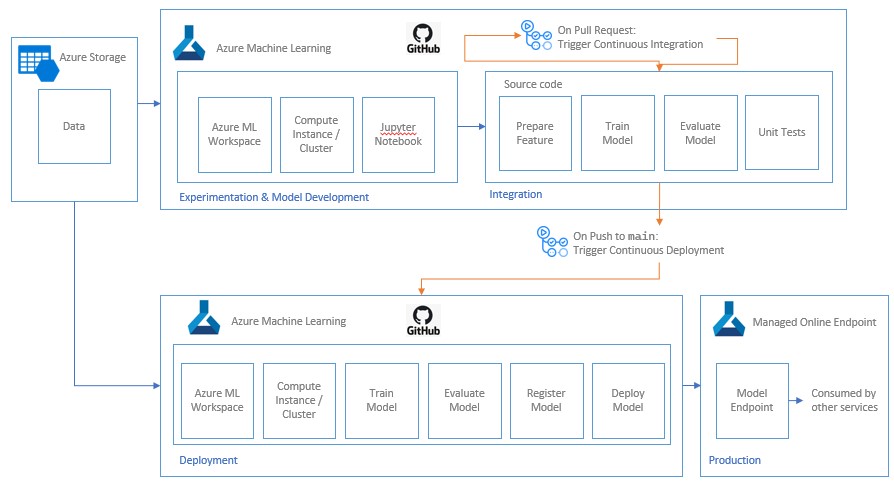 Azure Storage
Data
Azure Machine Learning
GitHub
On Pull Request:
Trigger Continuous Integration
Azure ML
Workspace
Compute
Instance /
Cluster
Jupyter
Notebook
Experimentation & Model Development
Source code
Prepare
Feature
Train
Model
Evaluate
Model
Unit Tests
Integration
On Push to main:
Trigger Continuous Deployment
Azure Machine Learning
GitHub
Azure ML
Workspace
Compute
Instance /
Cluster
Train
Model
Evaluate
Model
Register
Model
Deploy
Model
Deployment
Managed Online Endpoint
Model
Endpoint
Consumed by
other services
Production